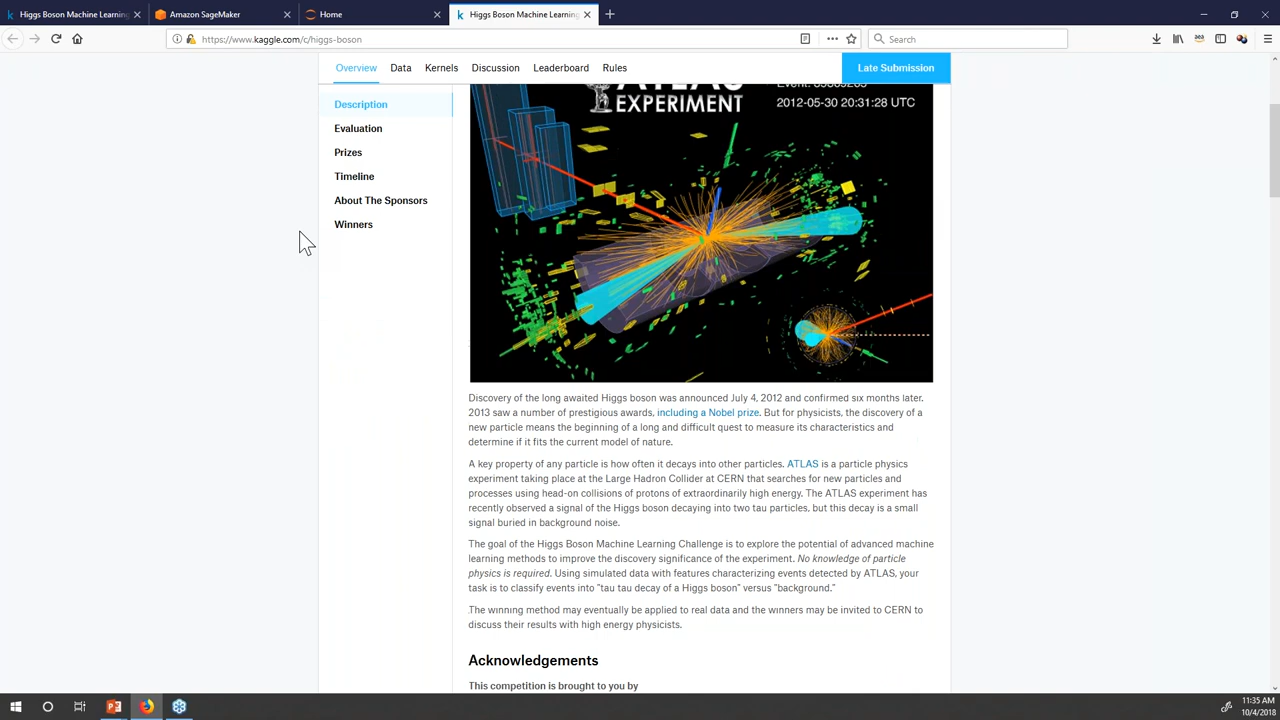 Higgs Boson Machine Learning
Amazon SageMaker
Home
Higgs Boson Machine Learning
https://www.kaggle.com/c/higgs-boson
Search
Overview
Data
Kernels
Discussion
Leaderboard
Rules
Late Submission
Description
Evaluation
Prizes
Timeline
About The Sponsors
Winners
EXPERIMENT
2012-05-30 20:31:28 UTC
Discovery of the long awaited Higgs boson was announced July 4, 2012 and confirmed six months later.
2013 saw a number of prestigious awards, including a Nobel prize. But for physicists, the discovery of a
new particle means the beginning of a long and difficult quest to measure its characteristics and
determine if it fits the current model of nature.
A key property of any particle is how often it decays into other particles. ATLAS is a particle physics
experiment taking place at the Large Hadron Collider at CERN that searches for new particles and
processes using head-on collisions of protons of extraordinarily high energy. The ATLAS experiment has
recently observed a signal of the Higgs boson decaying into two tau particles, but this decay is a small
signal buried in background noise.
The goal of the Higgs Boson Machine Learning Challenge is to explore the potential of advanced machine
learning methods to improve the discovery significance of the experiment. No knowledge of particle
physics is required. Using simulated data with features characterizing events detected by ATLAS, your
task is to classify events into "tau tau decay of a Higgs boson" versus "background."
The winning method may eventually be applied to real data and the winners may be invited to CERN to
discuss their results with high energy physicists.
Acknowledgements
This competition is brought to you by
11:35 AM
10/4/2018